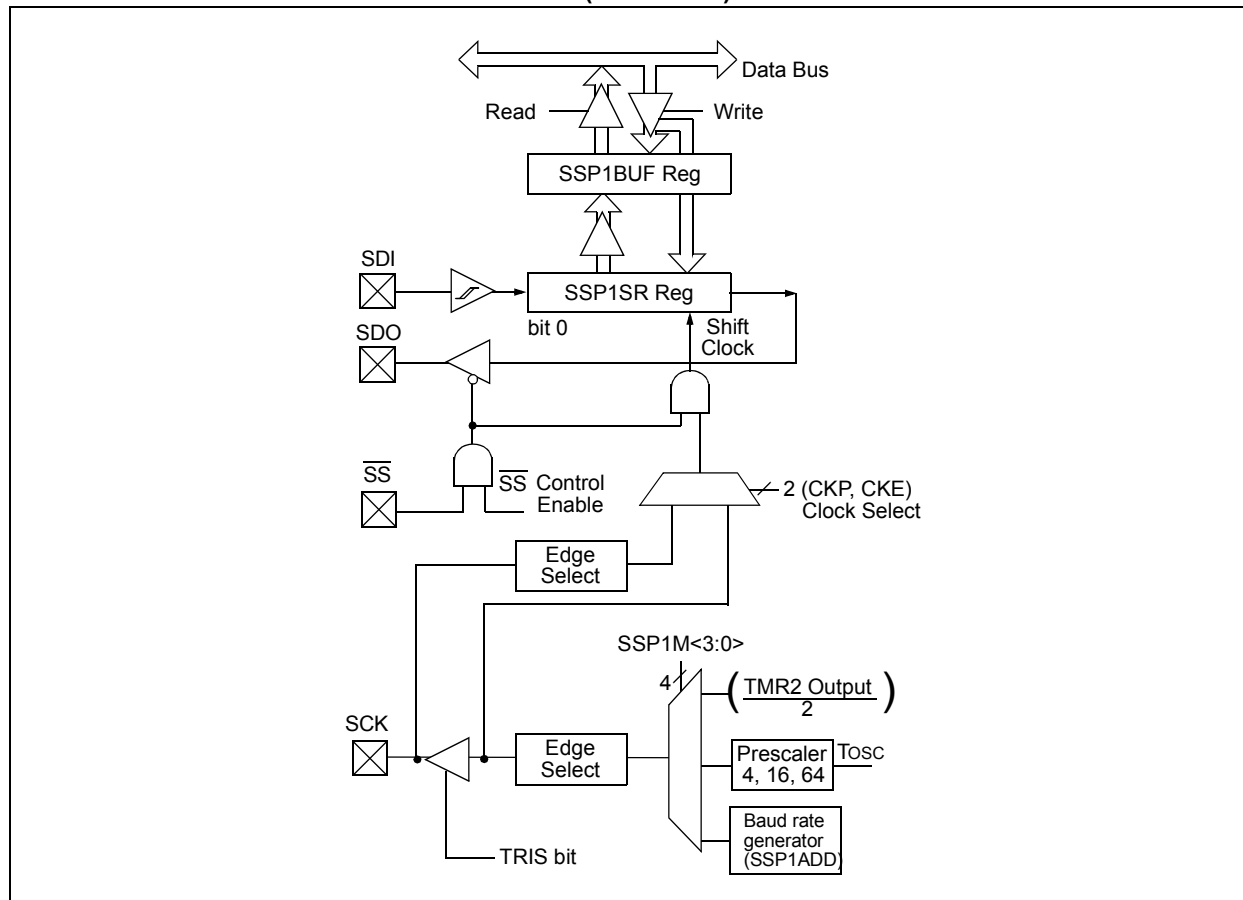 Data Bus
Read
Write
SSP1BUF Reg
SDI
SSP1SR Reg
bit 0
Shift
Clock
SDO
SS
SS Control
Enable
2 (CKP, CKE)
Clock Select
Edge
Select
SSP1M<3:0>
4
(TMR2 Output)
2
SCK
Edge
Select
Prescaler
4, 16, 64
TOSC
Baud rate
generator
(SSP1ADD)
TRIS bit